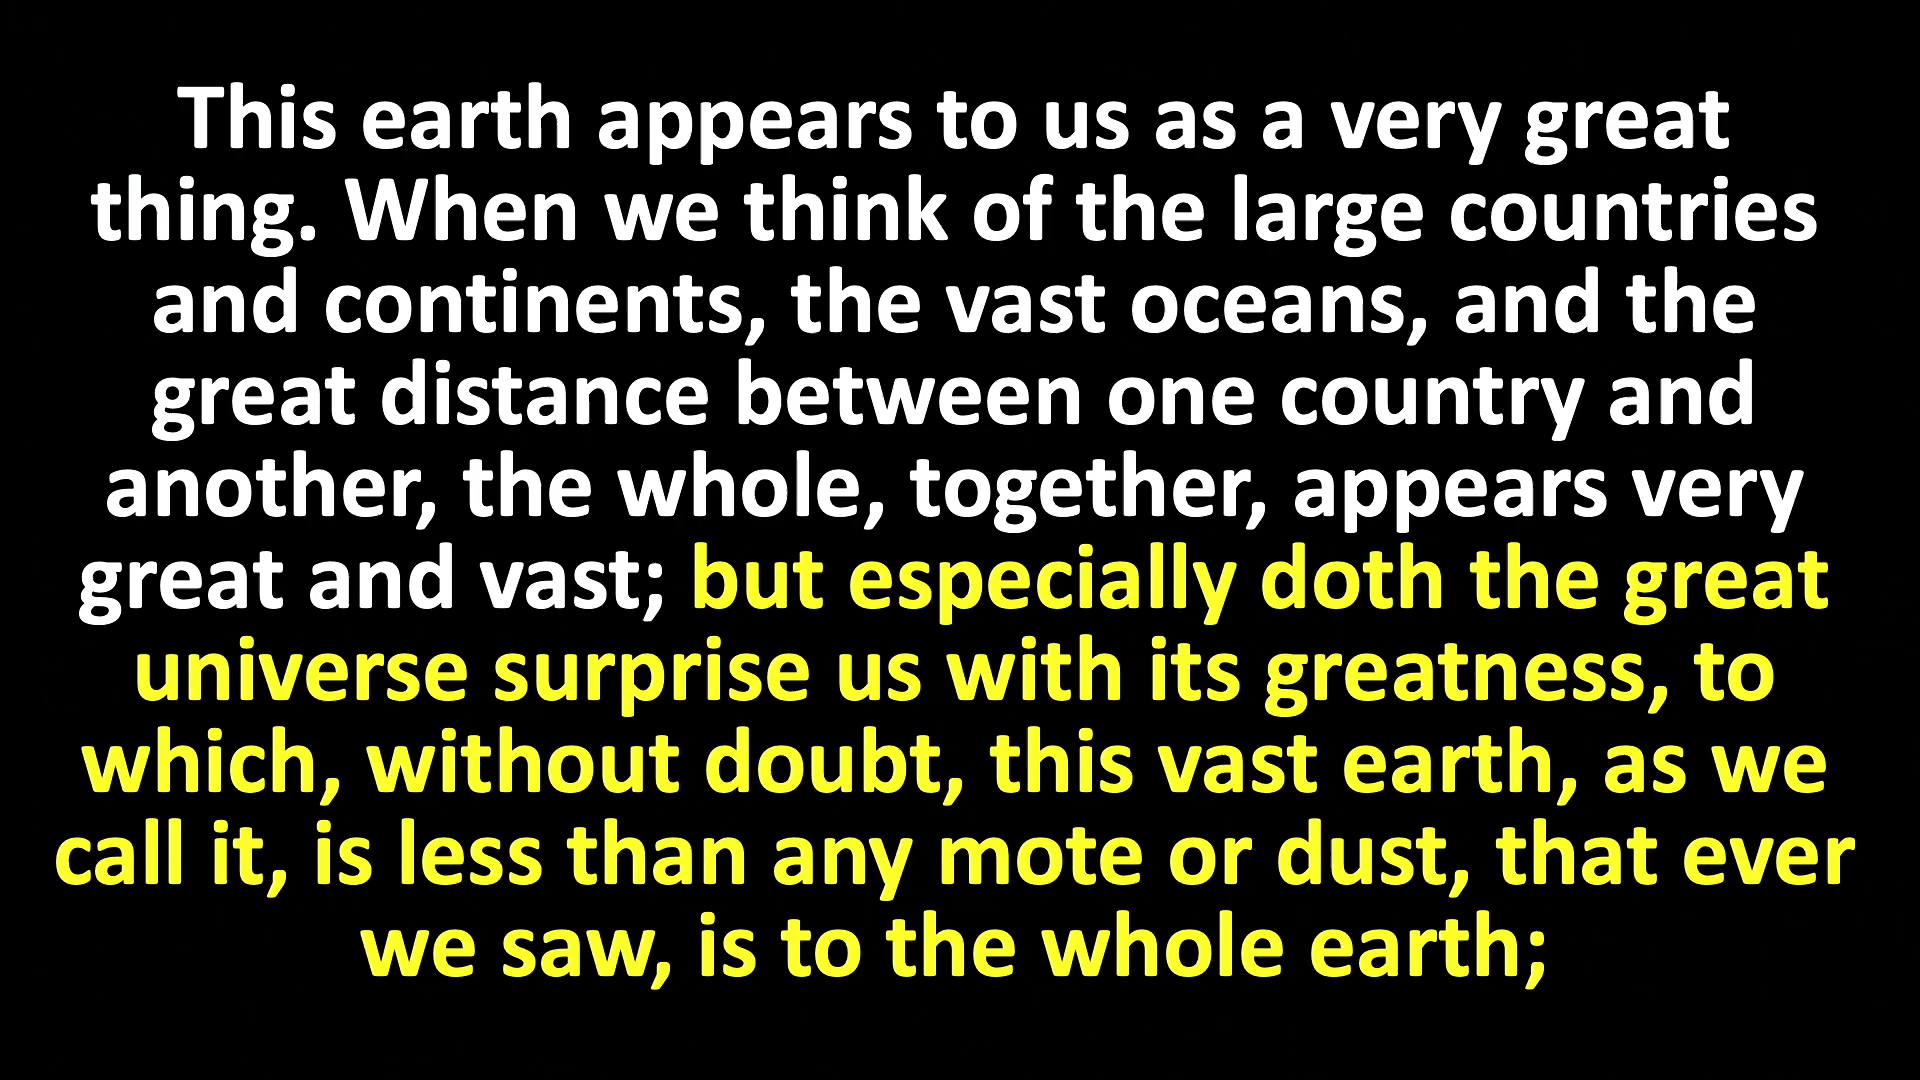 This earth appears to us as a very great
thing. When we think of the large countries
and continents, the vast oceans, and the
great distance between one country and
another, the whole, together, appears very
great and vast; but especially doth the great
universe surprise us with its greatness, to
which, without doubt, this vast earth, as we
call it, is less than any mote or dust, that ever
we saw, is to the whole earth;